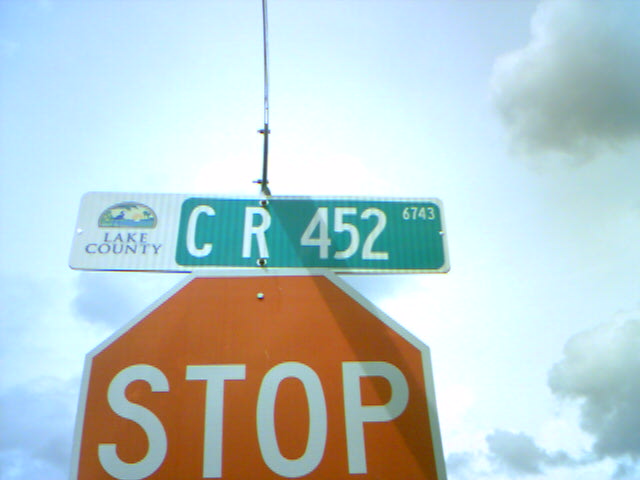 LAKE
COUNTY
C R 452 6743
STOP